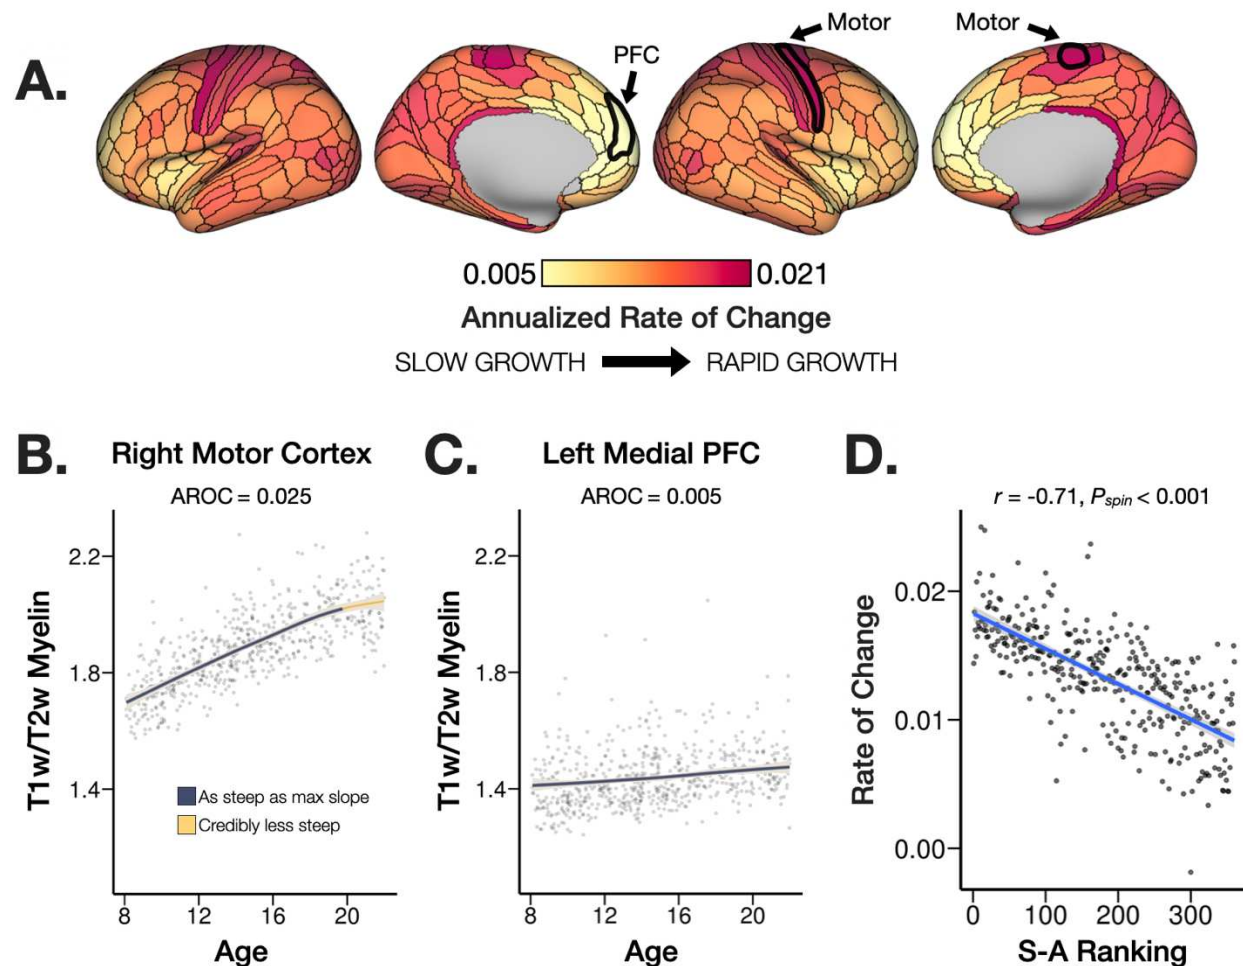 A.
PFC
Motor
Motor
0.005
0.021
Annualized Rate of Change
SLOW GROWTH
RAPID GROWTH
B.
Right Motor Cortex
AROC = 0.025
T1w/T2w Myelin
2.2
1.8
1.4
As steep as max slope
Credibly less steep
8
12
16
20
Age
C.
Left Medial PFC
AROC = 0.005
T1w/T2w Myelin
2.2
1.8
1.4
8
12
16
20
Age
D.
r = -0.71, Pspin < 0.001
Rate of Change
0.02
0.01
0.00
0
100
200
300
S-A Ranking